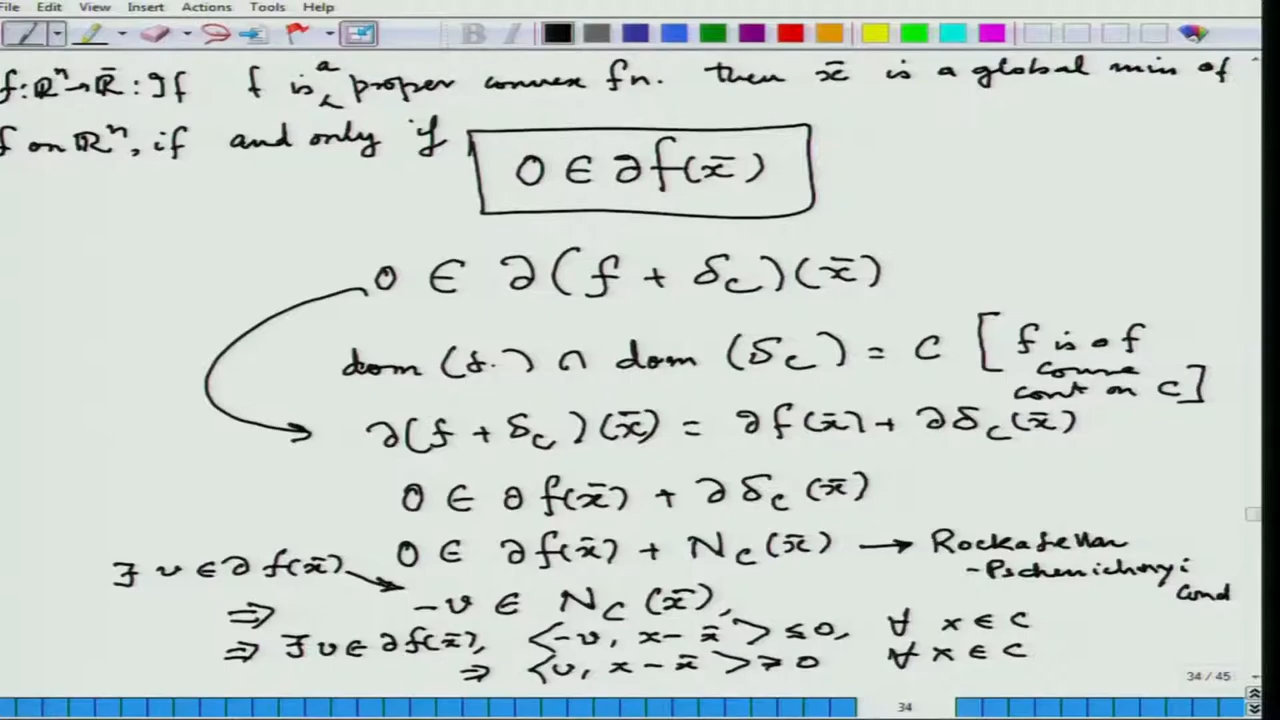 File Edit View Insert Actions Tools Help
f: ℝⁿ → ℝ̄ : If f is a proper convex fn. then x̄ is a global min of
f on ℝⁿ, if and only if 0 ∈ ∂f(x̄)
0 ∈ ∂(f + δ_C)(x̄)
dom (f.) ∩ dom (δ_C) = C [f is of
course
cont on C]
∂(f + δ_C)(x̄) = ∂f(x̄) + ∂δ_C(x̄)
0 ∈ ∂f(x̄) + ∂δ_C(x̄)
0 ∈ ∂f(x̄) + N_C(x̄) → Rockafellar
-Pschenichnyi
Cond
∃ v ∈ ∂f(x̄)
⇒ -v ∈ N_C(x̄),
⇒ ∃ v ∈ ∂f(x̄), <-v, x - x̄> ≤ 0, ∀ x ∈ C
⇒ <v, x - x̄> ≥ 0 ∀ x ∈ C
34 / 45
34